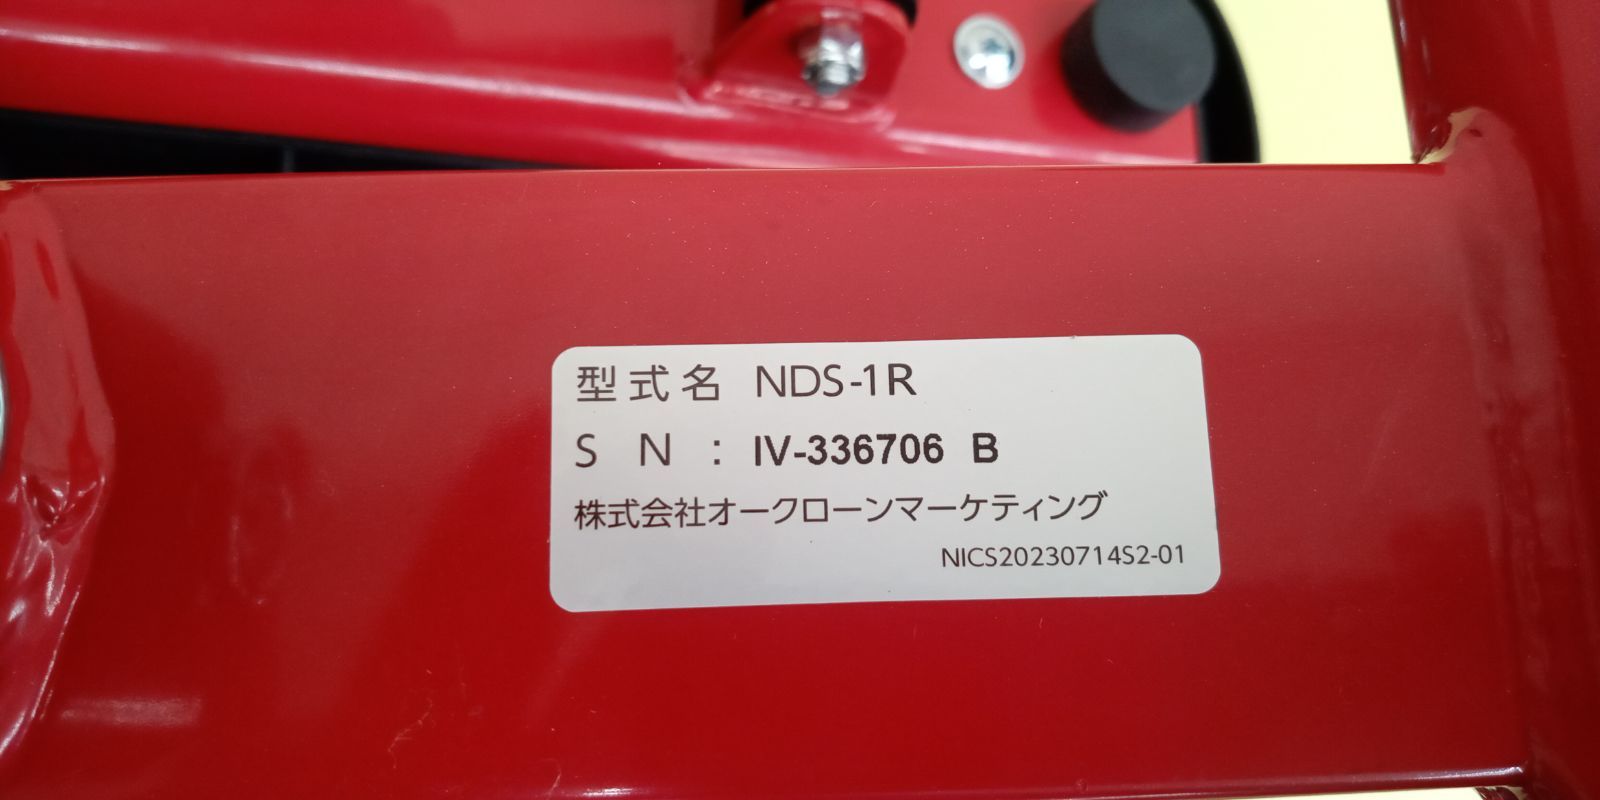 型式名 NDS-1R
SN: IV-336706 B
株式会社オークローンマーケティング
NICS20230714S2-01